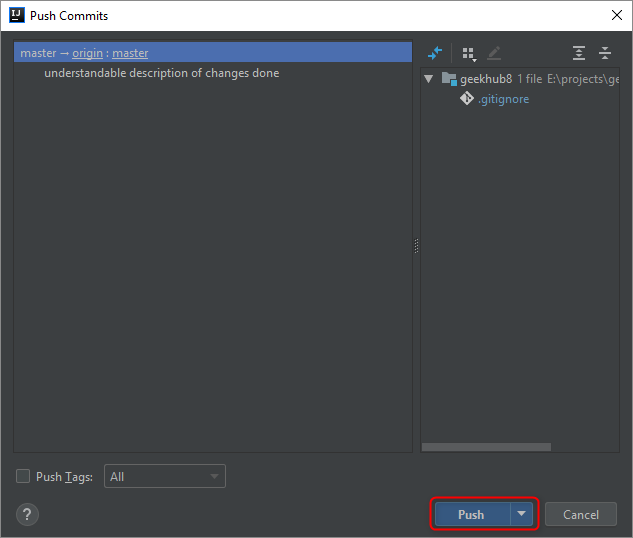 IJ Push Commits
master → origin : master
understandable description of changes done
geekhub8 1 file E:\projects\ge
.gitignore
Push Tags: All
? Push Cancel